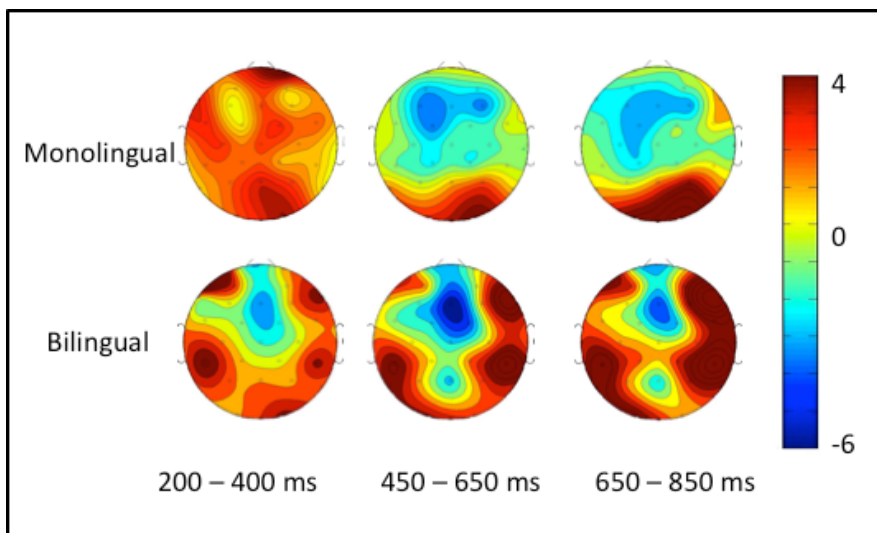 4
Monolingual
0
Bilingual
-6
200 – 400 ms
450 – 650 ms
650 – 850 ms